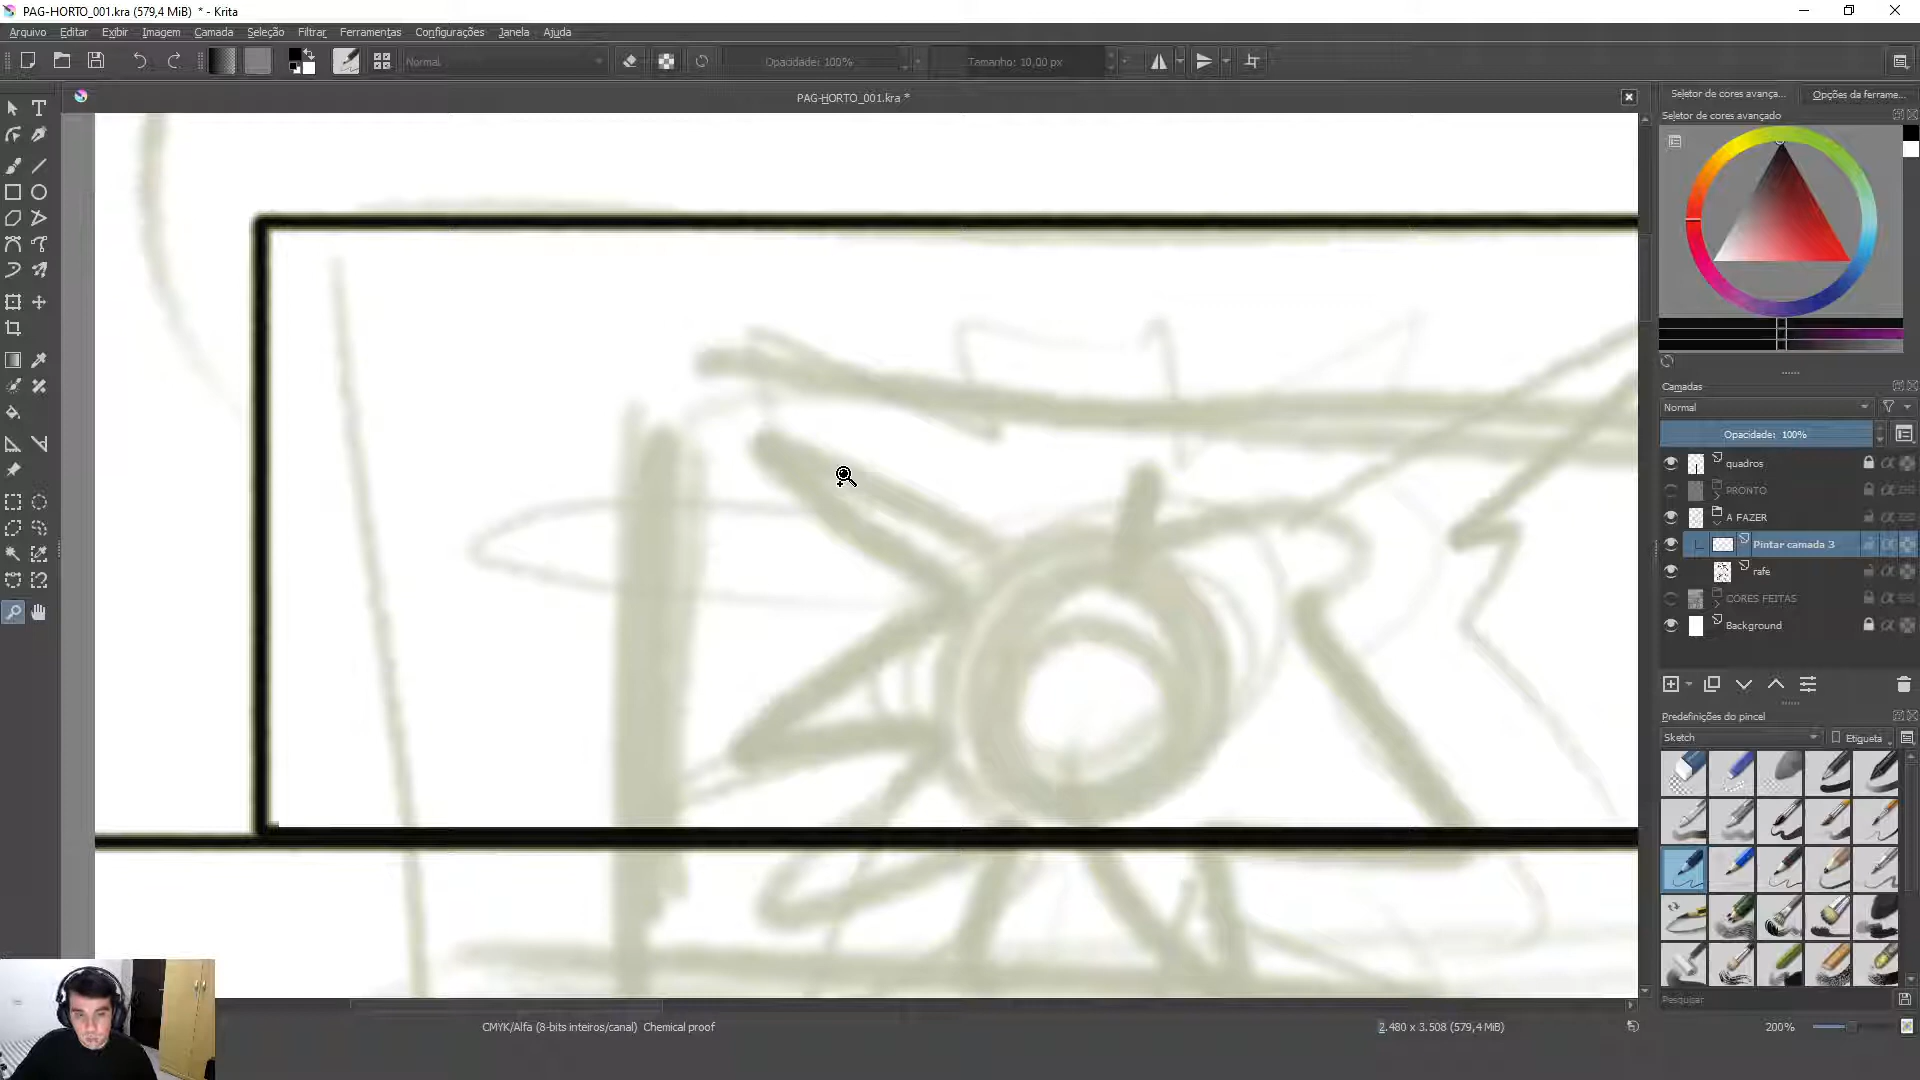 PAG-HORTO_001.kra (579,4 MiB) * - Krita
Arquivo Editar Exibir Imagem Camada Seleção Filtrar Ferramentas Configurações Janela Ajuda
Normal Opacidade: 100% Tamanho: 10,00 px
PAG-HORTO_001.kra *
Seletor de cores avança... Opções da ferrame...
Seletor de cores avançado
Camadas
Normal
Opacidade: 100%
quadros
PRONTO
A FAZER
Pintar camada 3
rafe
CORES FEITAS
Background
Predefinições do pincel
Sketch Etiqueta
Pesquisar
CMYK/Alfa (8-bits inteiros/canal) Chemical proof 2.480 x 3.508 (579,4 MiB) 200%